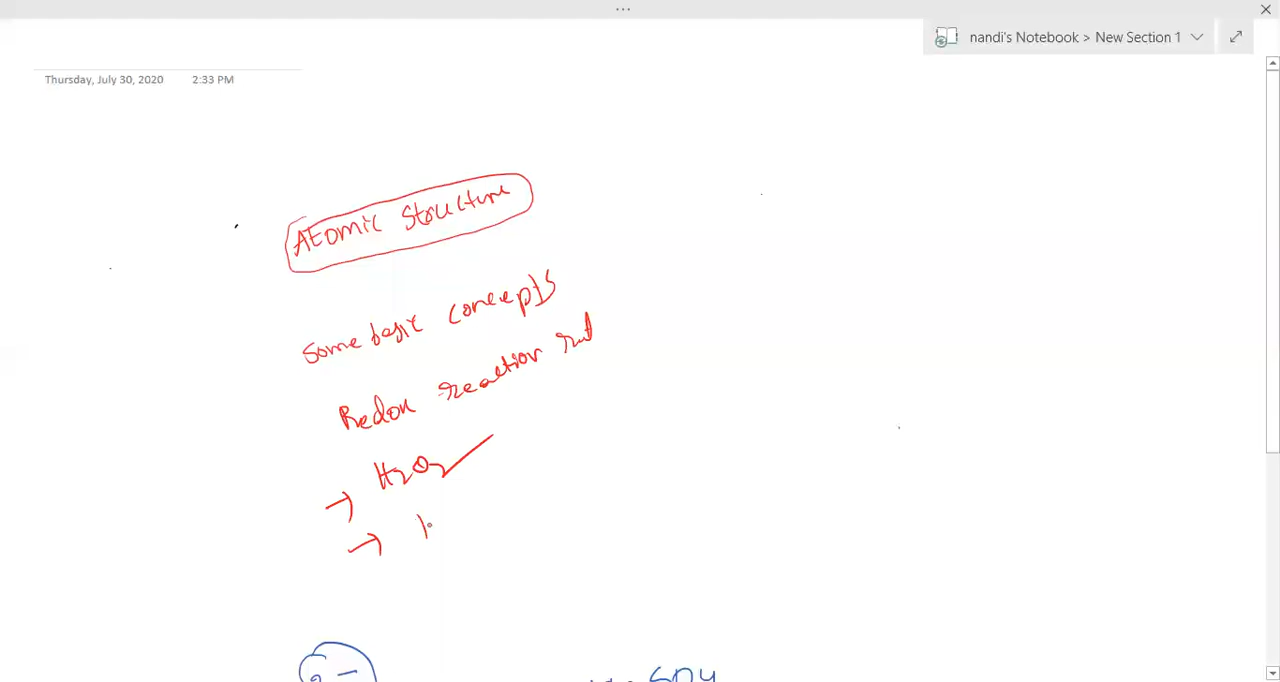 nandi's Notebook > New Section 1
Thursday, July 30, 2020 2:33 PM
Atomic Structure
Some basic concepts
Redox reaction
→ H2O2
→
SO4